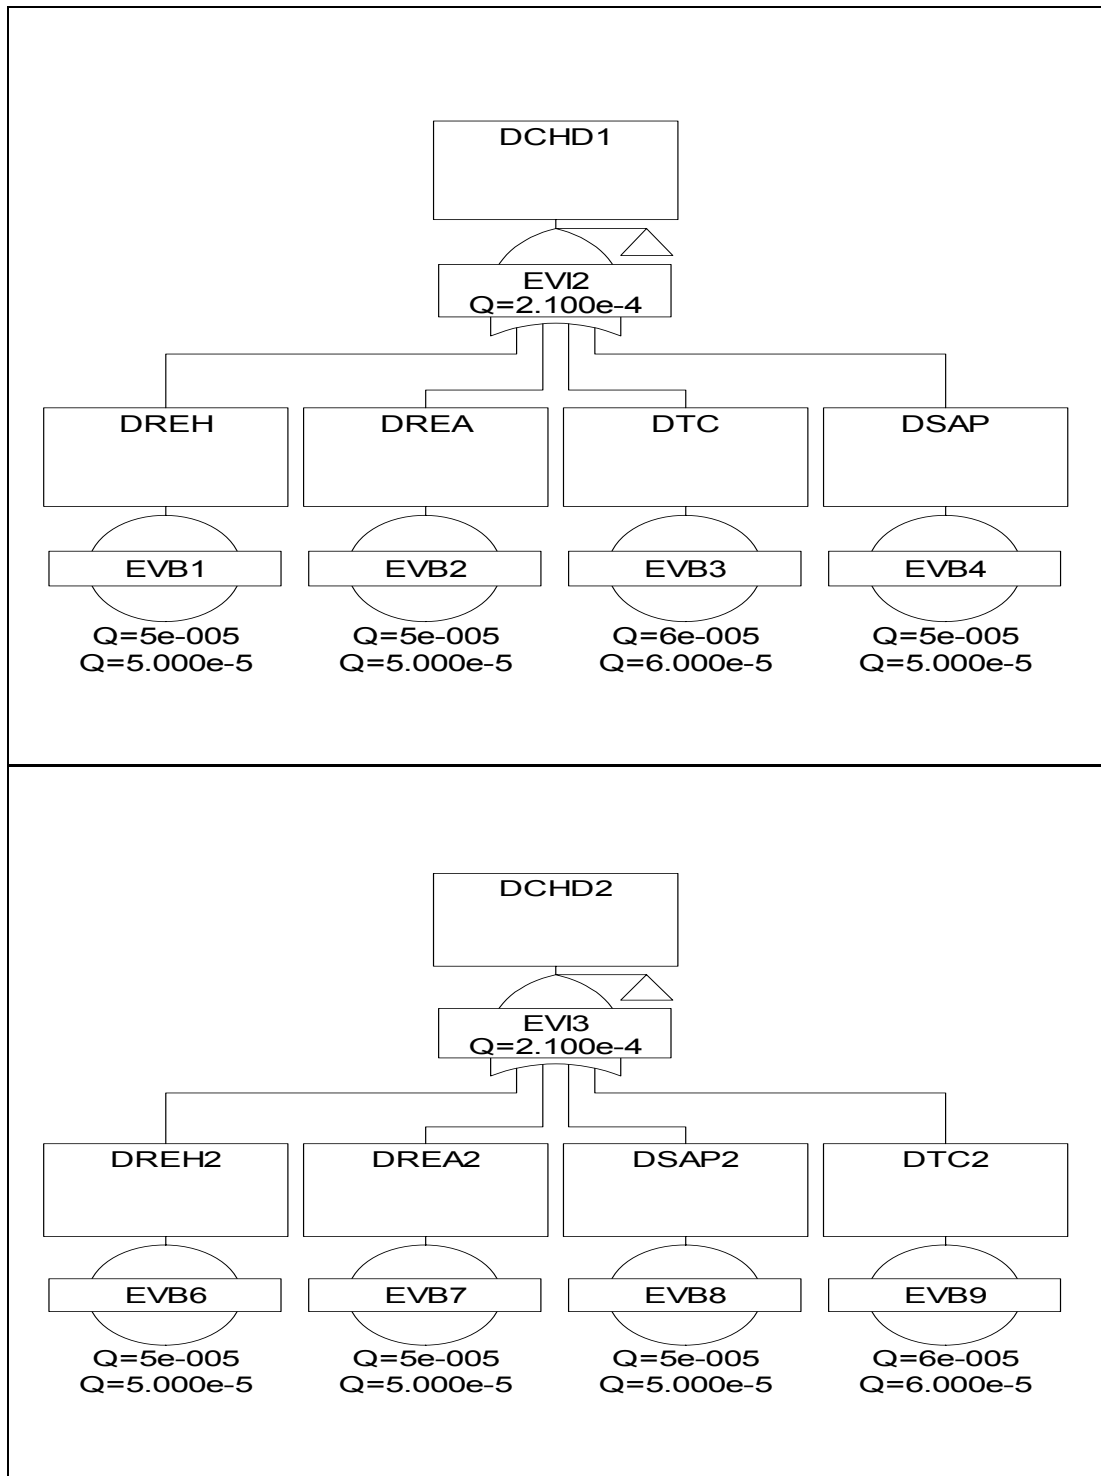 DCHD1
EVI2
Q=2.100e-4
DREH DREA DTC DSAP
EVB1 EVB2 EVB3 EVB4
Q=5e-005 Q=5e-005 Q=6e-005 Q=5e-005
Q=5.000e-5 Q=5.000e-5 Q=6.000e-5 Q=5.000e-5
DCHD2
EVI3
Q=2.100e-4
DREH2 DREA2 DSAP2 DTC2
EVB6 EVB7 EVB8 EVB9
Q=5e-005 Q=5e-005 Q=5e-005 Q=6e-005
Q=5.000e-5 Q=5.000e-5 Q=5.000e-5 Q=6.000e-5